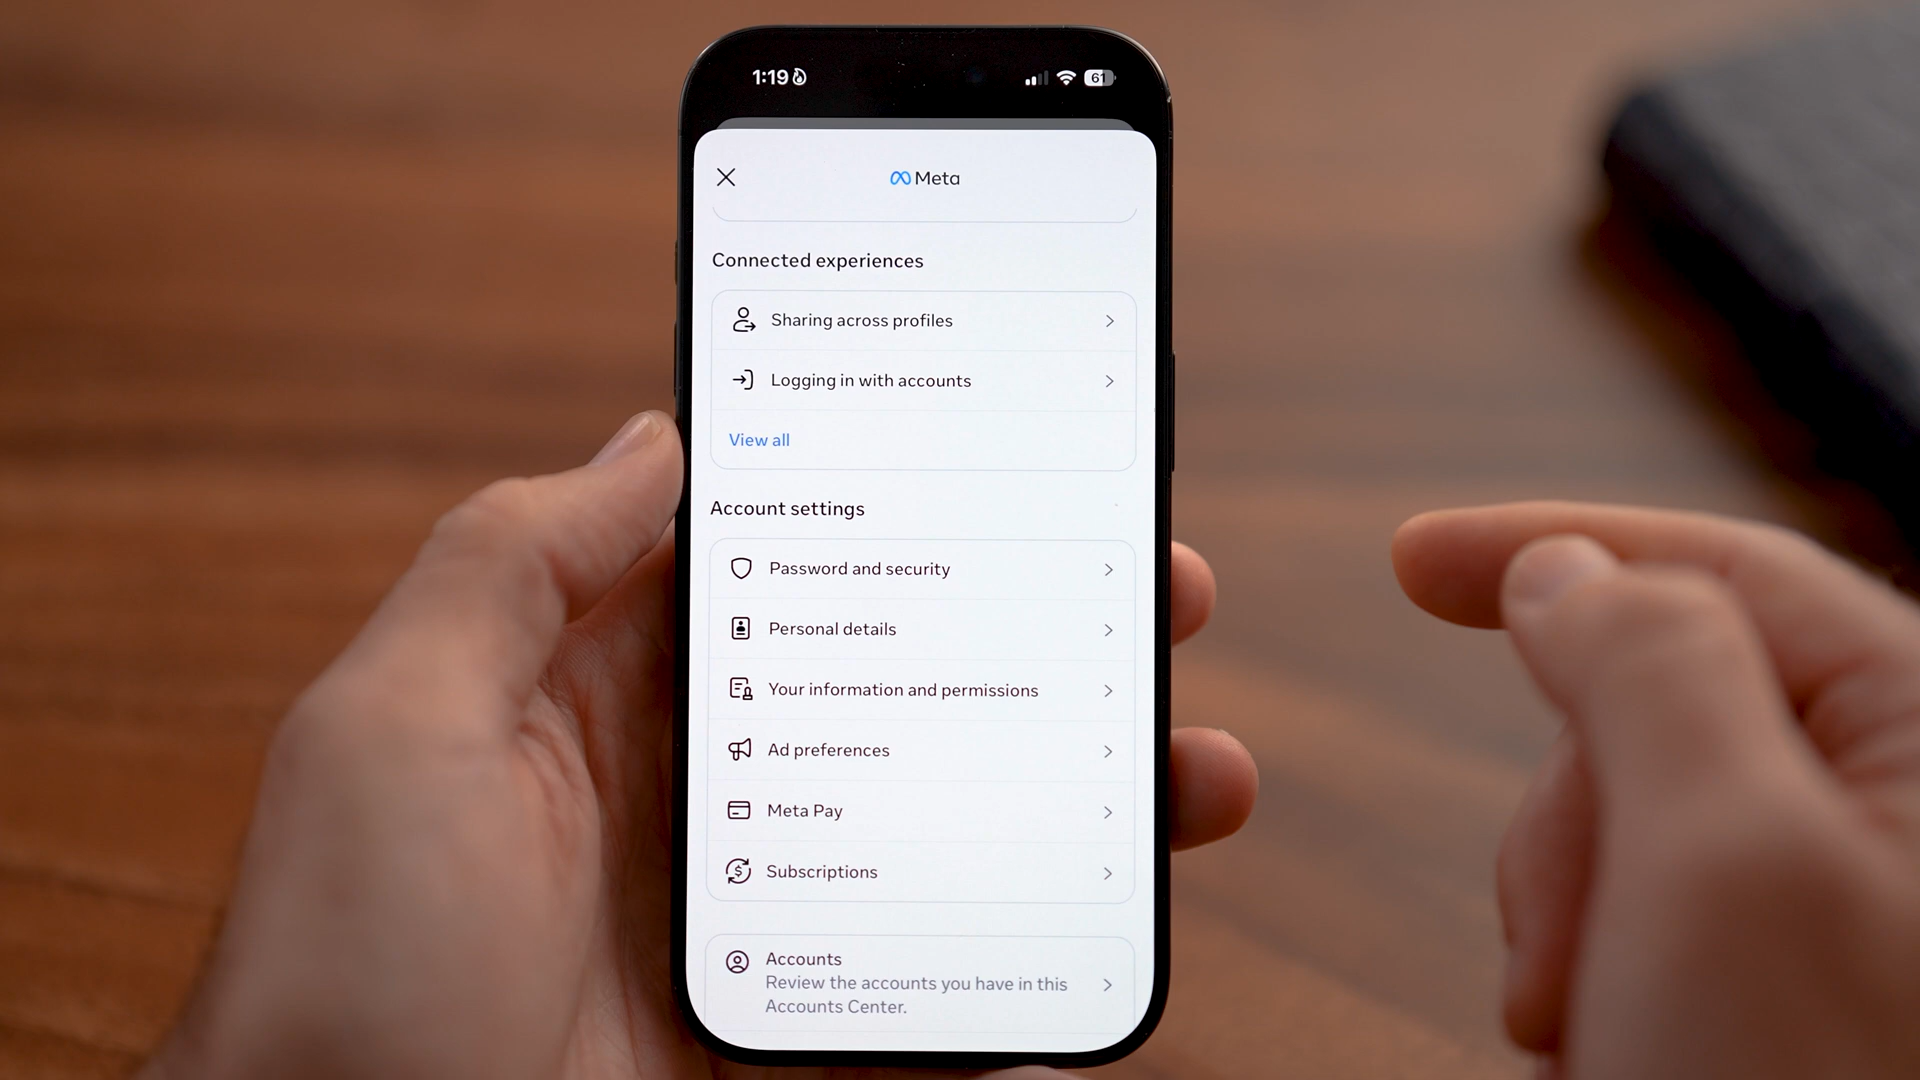 1:19
61
Meta
Connected experiences
Sharing across profiles
Logging in with accounts
View all
Account settings
Password and security
Personal details
Your information and permissions
Ad preferences
Meta Pay
Subscriptions
Accounts
Review the accounts you have in this
Accounts Center.